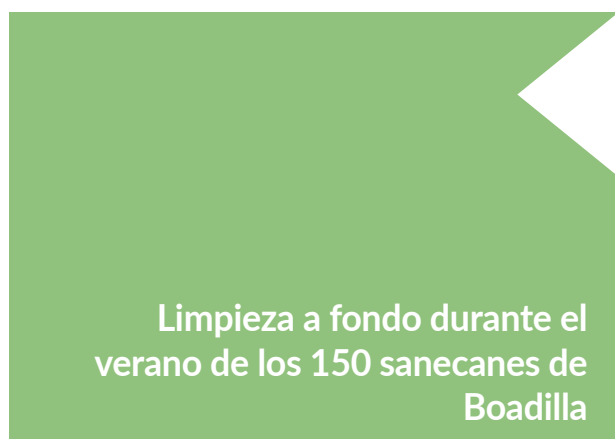 Limpieza a fondo durante el
verano de los 150 sanecanes de
Boadilla